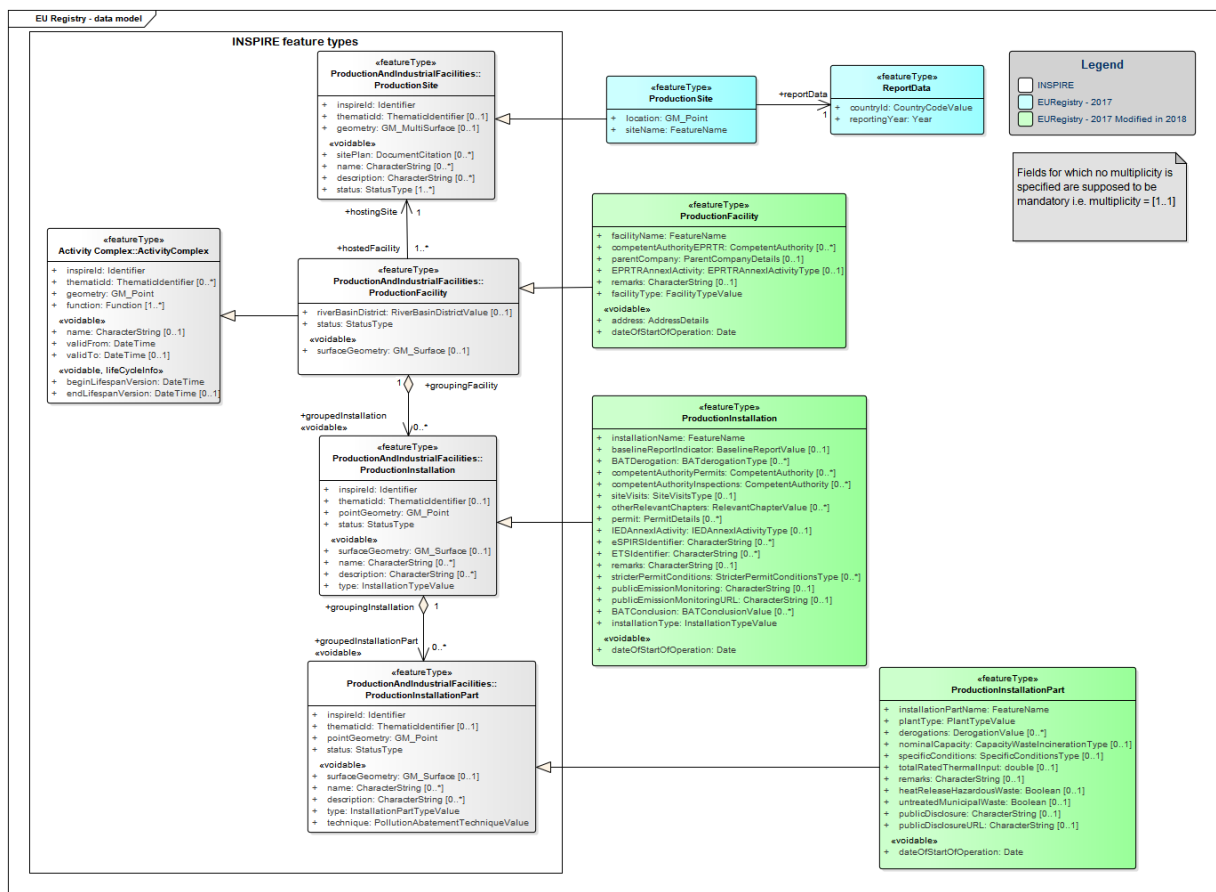 EU Registry - data model
INSPIRE feature types
«featureType»
ProductionAndIndustrialFacilities::
ProductionSite
+ inspireId: Identifier
+ thematicId: ThematicIdentifier [0..1]
+ geometry: GM_MultiSurface [0..1]
«voidable»
+ sitePlan: DocumentCitation [0..*]
+ name: CharacterString [0..*]
+ description: CharacterString [0..*]
+ status: StatusType [1..*]
«featureType»
ProductionSite
+ location: GM_Point
+ siteName: FeatureName
+reportData
1
«featureType»
ReportData
+ countryId: CountryCodeValue
+ reportingYear: Year
Legend
INSPIRE
EURegistry - 2017
EURegistry - 2017 Modified in 2018
Fields for which no multiplicity is
specified are supposed to be
mandatory i.e. multiplicity = [1..1]
+hostingSite
1
+hostedFacility
1..*
«featureType»
Activity Complex::ActivityComplex
+ inspireId: Identifier
+ thematicId: ThematicIdentifier [0..*]
+ geometry: GM_Point
+ function: Function [1..*]
«voidable»
+ name: CharacterString [0..1]
+ validFrom: DateTime
+ validTo: DateTime [0..1]
«voidable, lifeCycleInfo»
+ beginLifespanVersion: DateTime
+ endLifespanVersion: DateTime [0..1]
«featureType»
ProductionAndIndustrialFacilities::
ProductionFacility
+ riverBasinDistrict: RiverBasinDistrictValue [0..1]
+ status: StatusType
«voidable»
+ surfaceGeometry: GM_Surface [0..1]
«featureType»
ProductionFacility
+ facilityName: FeatureName
+ competentAuthorityEPRTR: CompetentAuthority [0..*]
+ parentCompany: ParentCompanyDetails [0..1]
+ EPRTRAnnexIActivity: EPRTRAnnexIActivityType [0..1]
+ remarks: CharacterString [0..1]
+ facilityType: FacilityTypeValue
«voidable»
+ address: AddressDetails
+ dateOfStartOfOperation: Date
1
+groupingFacility
+groupedInstallation
«voidable»
0..*
«featureType»
ProductionAndIndustrialFacilities::
ProductionInstallation
+ inspireId: Identifier
+ thematicId: ThematicIdentifier [0..1]
+ pointGeometry: GM_Point
+ status: StatusType
«voidable»
+ surfaceGeometry: GM_Surface [0..1]
+ name: CharacterString [0..*]
+ description: CharacterString [0..*]
+ type: InstallationTypeValue
«featureType»
ProductionInstallation
+ installationName: FeatureName
+ baselineReportIndicator: BaselineReportValue [0..1]
+ BATDerogation: BATderogationType [0..*]
+ competentAuthorityPermits: CompetentAuthority [0..*]
+ competentAuthorityInspections: CompetentAuthority [0..*]
+ siteVisits: SiteVisitsType [0..1]
+ otherRelevantChapters: RelevantChapterValue [0..*]
+ permit: PermitDetails [0..*]
+ IEDAnnexIActivity: IEDAnnexIActivityType [0..1]
+ eSPIRSIdentifier: CharacterString [0..*]
+ ETSIdentifier: CharacterString [0..*]
+ remarks: CharacterString [0..1]
+ stricterPermitConditions: StricterPermitConditionsType [0..*]
+ publicEmissionMonitoring: CharacterString [0..1]
+ publicEmissionMonitoringURL: CharacterString [0..1]
+ BATConclusion: BATConclusionValue [0..*]
+ installationType: InstallationTypeValue
«voidable»
+ dateOfStartOfOperation: Date
+groupingInstallation
1
+groupedInstallationPart
«voidable»
0..*
«featureType»
ProductionAndIndustrialFacilities::
ProductionInstallationPart
+ inspireId: Identifier
+ thematicId: ThematicIdentifier [0..1]
+ pointGeometry: GM_Point
+ status: StatusType
«voidable»
+ surfaceGeometry: GM_Surface [0..1]
+ name: CharacterString [0..*]
+ description: CharacterString [0..*]
+ type: InstallationPartTypeValue
+ technique: PollutionAbatementTechniqueValue
«featureType»
ProductionInstallationPart
+ installationPartName: FeatureName
+ plantType: PlantTypeValue
+ derogations: DerogationValue [0..*]
+ nominalCapacity: CapacityWasteIncinerationType [0..1]
+ specificConditions: SpecificConditionsType [0..*]
+ totalRatedThermalInput: double [0..1]
+ remarks: CharacterString [0..1]
+ heatReleaseHazardousWaste: Boolean [0..1]
+ untreatedMunicipalWaste: Boolean [0..1]
+ publicDisclosure: CharacterString [0..1]
+ publicDisclosureURL: CharacterString [0..1]
«voidable»
+ dateOfStartOfOperation: Date